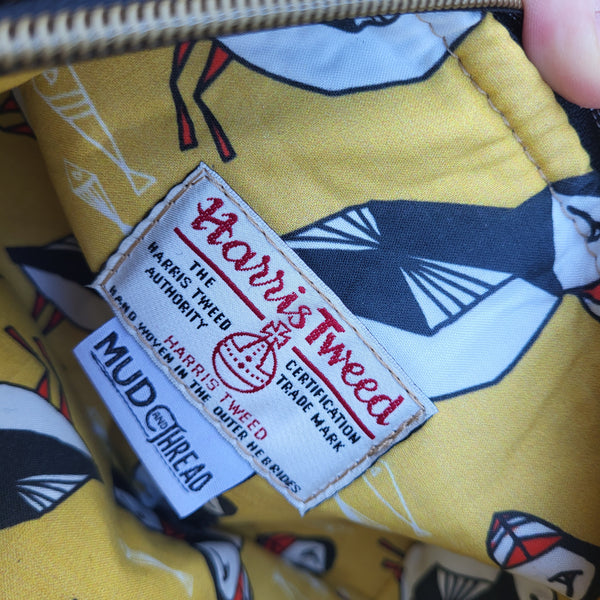 Harris Tweed
THE
HARRIS TWEED
AUTHORITY
CERTIFICATION
TRADE MARK
HARRIS TWEED
HAND WOVEN IN THE OUTER HEBRIDES
MUD
AND THREAD